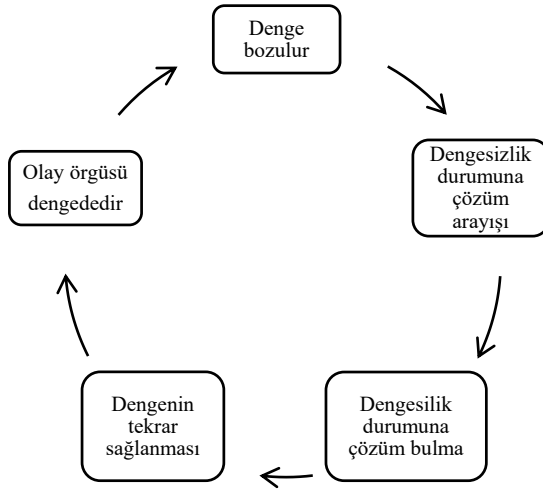 Denge
bozulur
Dengesizlik
durumuna
çözüm
arayışı
Dengesilik
durumuna
çözüm bulma
Dengenin
tekrar
sağlanması
Olay örgüsü
dengededir